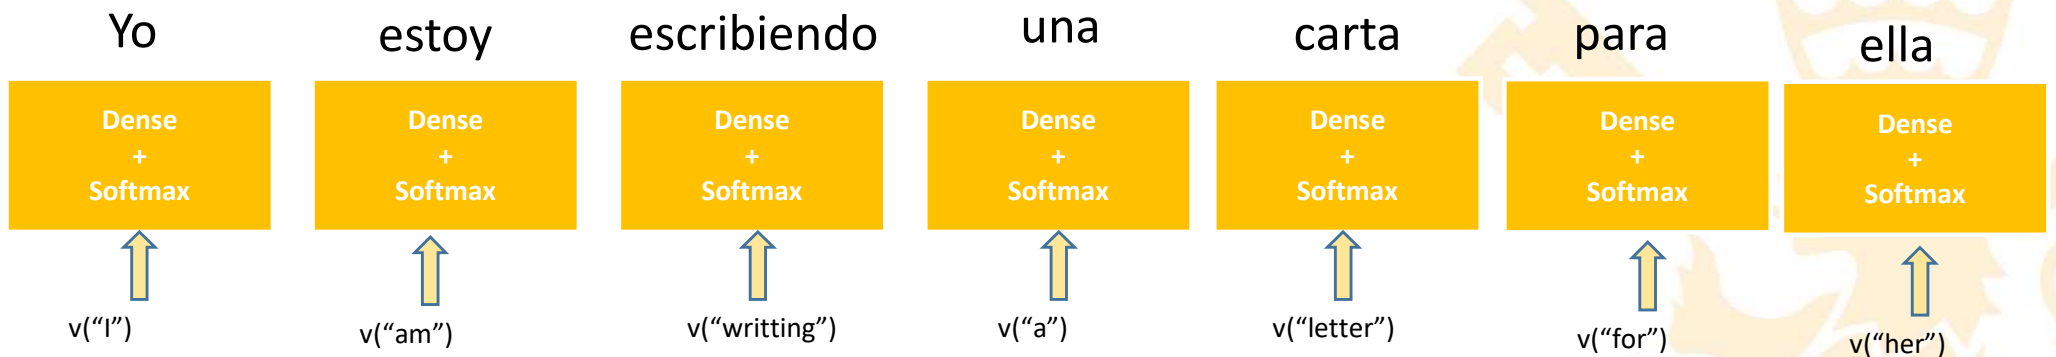 Yo estoy escribiendo una carta para ella
Dense Dense Dense Dense Dense Dense Dense
+ + + + + + +
Softmax Softmax Softmax Softmax Softmax Softmax Softmax
v(“I”) v(“am”) v(“writting”) v(“a”) v(“letter”) v(“for”) v(“her”)